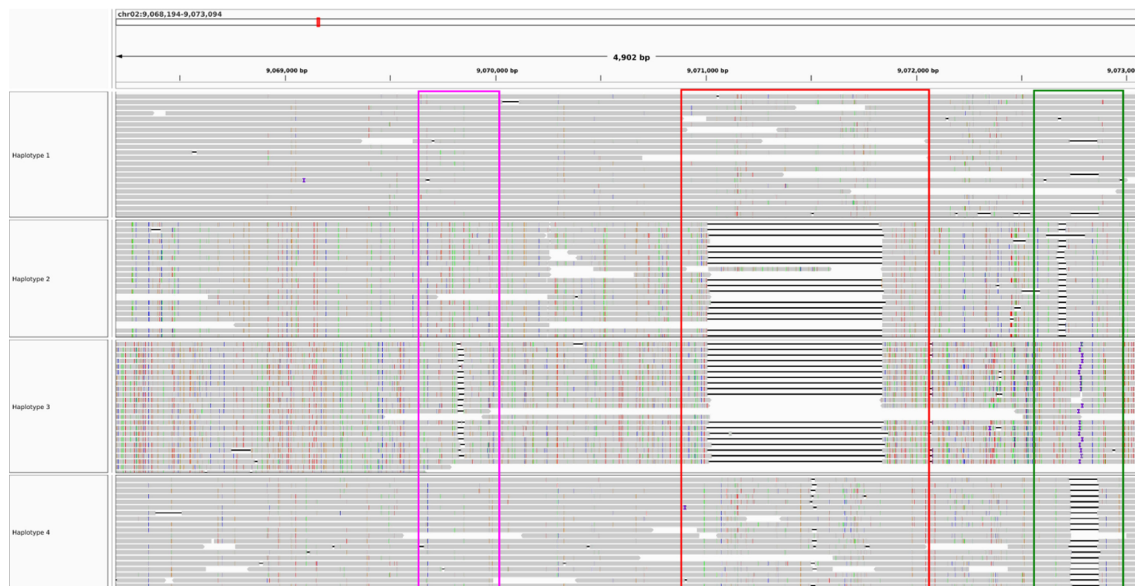 chr02:9,068,194-9,073,094
4,902 bp
9,069,000 bp
9,070,000 bp
9,071,000 bp
9,072,000 bp
9,073,0
Haplotype 1
Haplotype 2
Haplotype 3
Haplotype 4